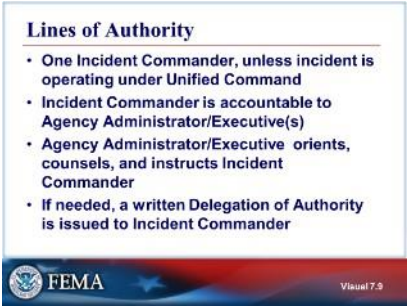 Lines of Authority
• One Incident Commander, unless incident is
operating under Unified Command
• Incident Commander is accountable to
Agency Administrator/Executive(s)
• Agency Administrator/Executive orients,
counsels, and instructs Incident
Commander
• If needed, a written Delegation of Authority
is issued to Incident Commander
FEMA
Visual 7.9